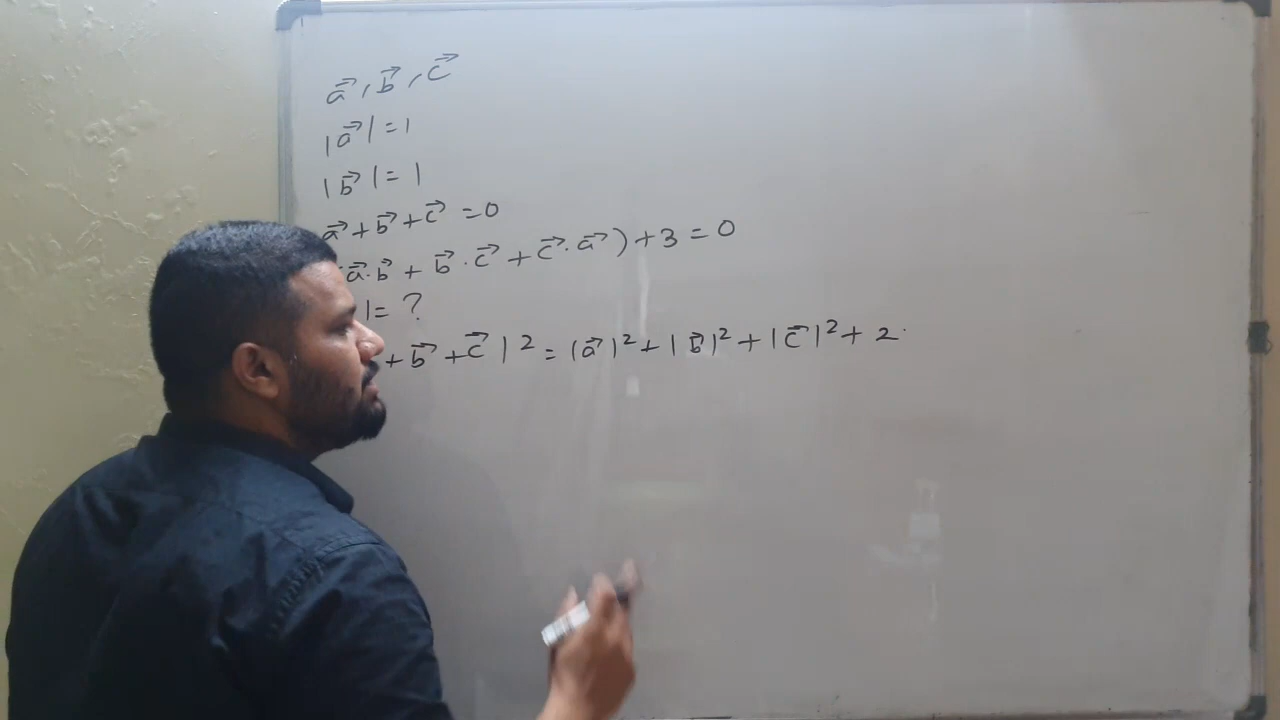 a⃗, b⃗, c⃗
|a⃗| = 1
|b⃗| = 1
a⃗ + b⃗ + c⃗ = 0
a⃗·b⃗ + b⃗·c⃗ + c⃗·a⃗) + 3 = 0
| = ?
+ b⃗ + c⃗|² = |a⃗|² + |b⃗|² + |c⃗|² + 2·